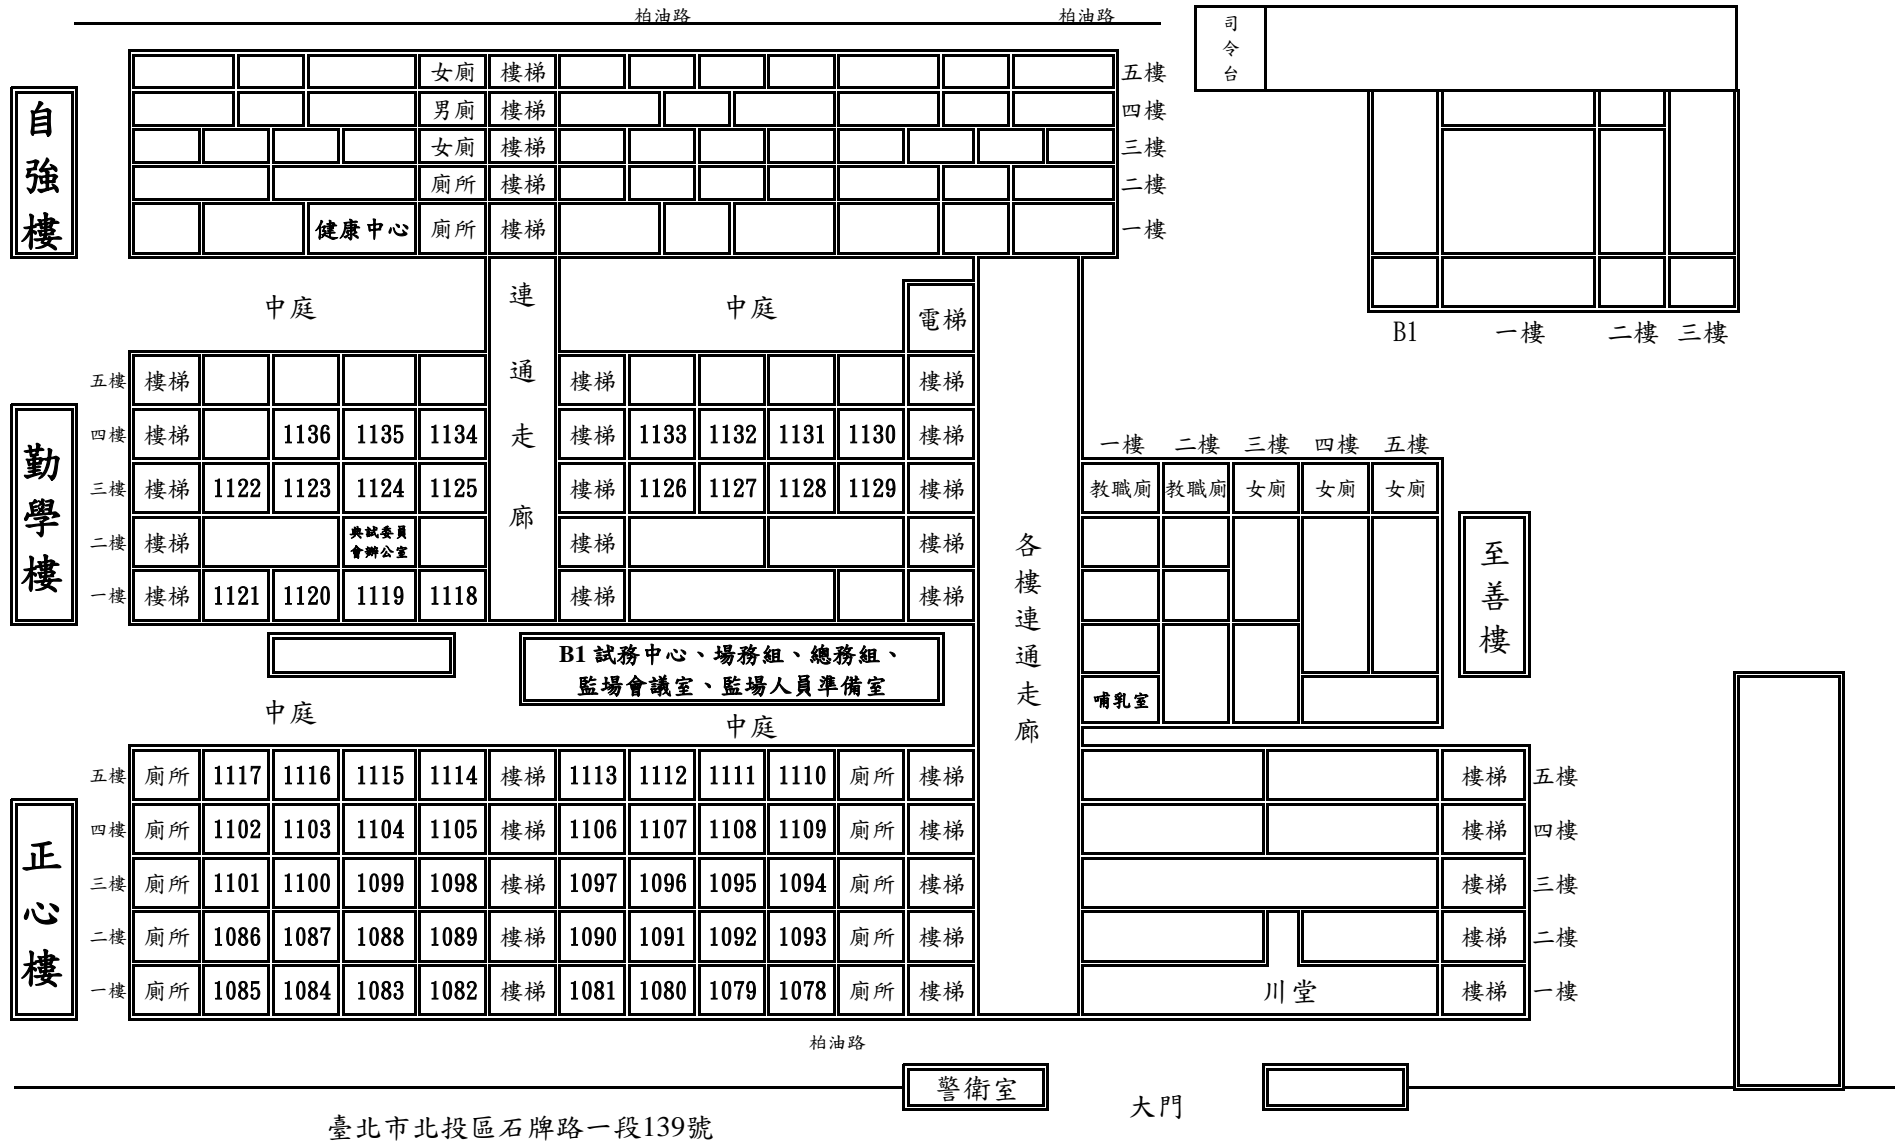 柏油路 柏油路
司令台
女廁 樓梯 五樓
男廁 樓梯 四樓
女廁 樓梯 三樓
廁所 樓梯 二樓
健康中心 廁所 樓梯 一樓
自強樓
中庭 連通走廊 中庭 電梯
B1 一樓 二樓 三樓
五樓 樓梯 樓梯 樓梯
四樓 樓梯 1136 1135 1134 樓梯 1133 1132 1131 1130 樓梯
三樓 樓梯 1122 1123 1124 1125 樓梯 1126 1127 1128 1129 樓梯
二樓 樓梯 典試委員
會辦公室 樓梯 樓梯
一樓 樓梯 1121 1120 1119 1118 樓梯 樓梯
勤學樓
各樓連通走廊
一樓 二樓 三樓 四樓 五樓
教職廁 教職廁 女廁 女廁 女廁
哺乳室
至善樓
B1 試務中心、場務組、總務組、
監場會議室、監場人員準備室
中庭 中庭
五樓 廁所 1117 1116 1115 1114 樓梯 1113 1112 1111 1110 廁所 樓梯 樓梯 五樓
四樓 廁所 1102 1103 1104 1105 樓梯 1106 1107 1108 1109 廁所 樓梯 樓梯 四樓
三樓 廁所 1101 1100 1099 1098 樓梯 1097 1096 1095 1094 廁所 樓梯 樓梯 三樓
二樓 廁所 1086 1087 1088 1089 樓梯 1090 1091 1092 1093 廁所 樓梯 樓梯 二樓
一樓 廁所 1085 1084 1083 1082 樓梯 1081 1080 1079 1078 廁所 樓梯 川堂 樓梯 一樓
正心樓
柏油路
警衛室 大門
臺北市北投區石牌路一段139號